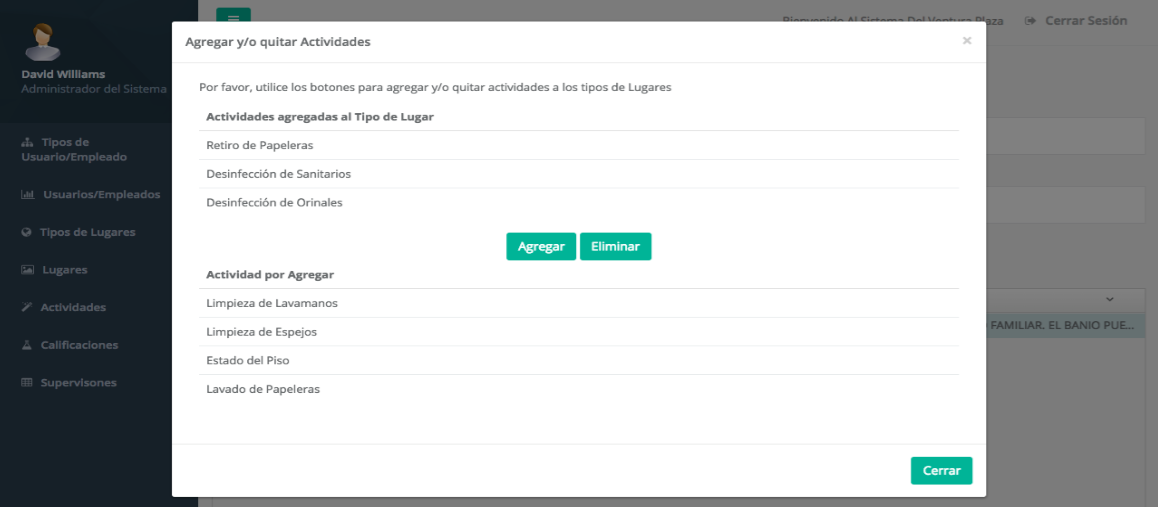 Bienvenido Al Sistema Del Ventura Plaza
Cerrar Sesión
Agregar y/o quitar Actividades
×
David Williams
Administrador del Sistema
Tipos de
Usuario/Empleado
Usuarios/Empleados
Tipos de Lugares
Lugares
Actividades
Calificaciones
Supervisones
Por favor, utilice los botones para agregar y/o quitar actividades a los tipos de Lugares
Actividades agregadas al Tipo de Lugar
Retiro de Papeleras
Desinfección de Sanitarios
Desinfección de Orinales
Agregar Eliminar
Actividad por Agregar
Limpieza de Lavamanos
Limpieza de Espejos
Estado del Piso
Lavado de Papeleras
FAMILIAR. EL BANIO PUE...
Cerrar